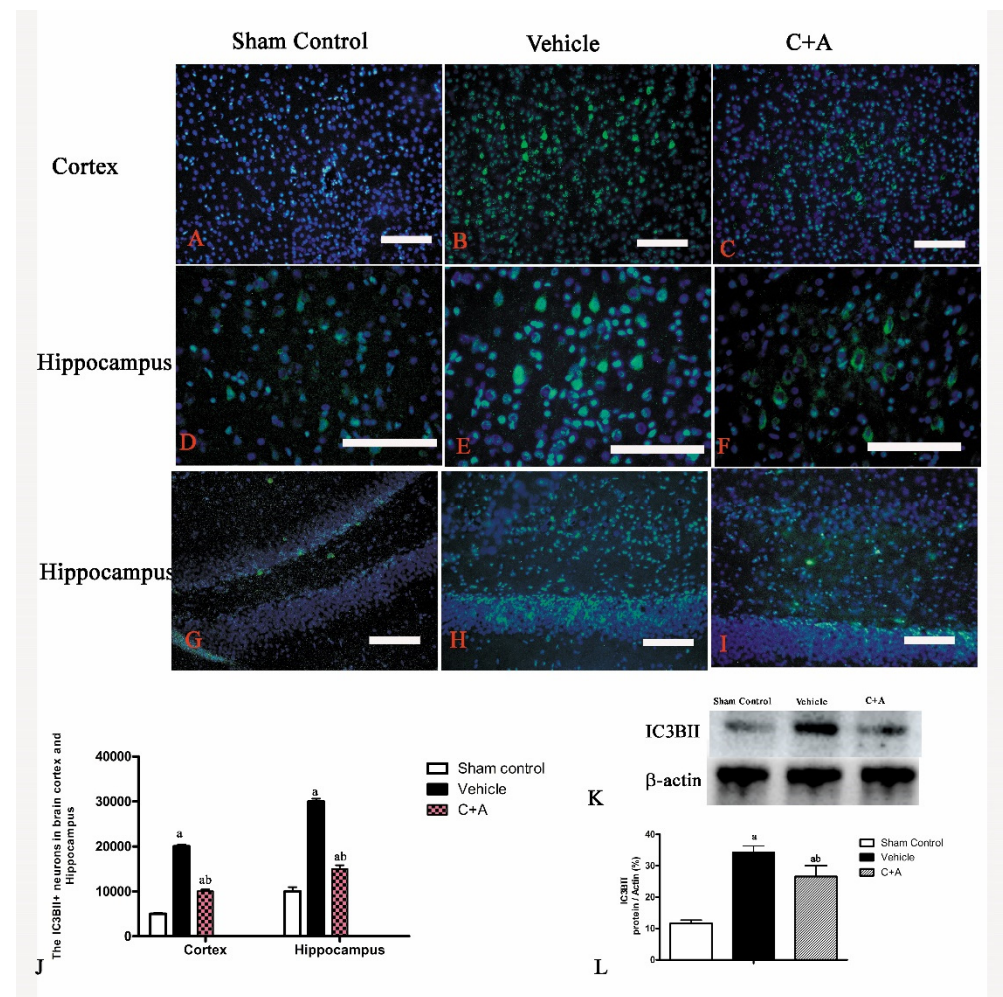 Sham Control Vehicle C+A
Cortex
A B C
Hippocampus
D E F
Hippocampus
G H I
The IC3BII+ neurons in brain cortex and
Hippocampus
40000
30000
20000
10000
0
a
ab
a
ab
Cortex Hippocampus
Sham control
Vehicle
C+A
J
Sham Control Vehicle C+A
IC3BII
β-actin
K
IC3BII
protein / Actin (%)
40
30
20
10
0
a
ab
Sham Control
Vehicle
C+A
L